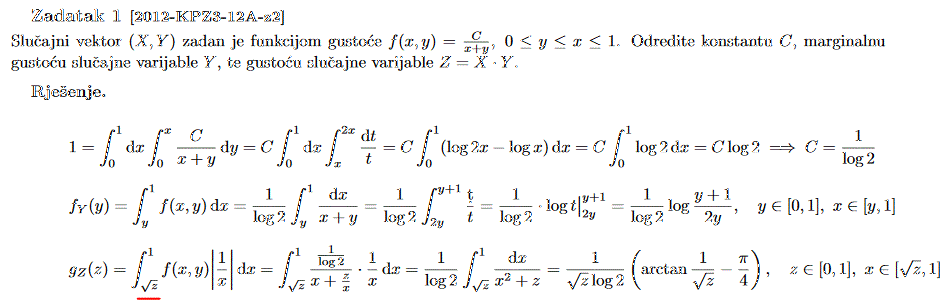 Zadatak 1 [2012-KPZ3-12A-z2]
Slučajni vektor (X, Y) zadan je funkcijom gustoće f(x, y) = C/(x+y), 0 ≤ y ≤ x ≤ 1. Odredite konstantu C, marginalnu
gustoću slučajne varijable Y, te gustoću slučajne varijable Z = X · Y.
Rješenje.
1 = ∫_0^1 dx ∫_0^x C/(x + y) dy = C ∫_0^1 dx ∫_x^{2x} dt/t = C ∫_0^1 (log 2x − log x) dx = C ∫_0^1 log 2 dx = C log 2 ⟹ C = 1/log 2
f_Y(y) = ∫_y^1 f(x, y) dx = 1/log 2 ∫_y^1 dx/(x + y) = 1/log 2 ∫_{2y}^{y+1} t/t = 1/log 2 · log t|_{2y}^{y+1} = 1/log 2 log (y + 1)/2y, y ∈ [0, 1], x ∈ [y, 1]
g_Z(z) = ∫_{√z}^1 f(x, y) |1/x| dx = ∫_{√z}^1 (1/log 2)/(x + z/x) · 1/x dx = 1/log 2 ∫_{√z}^1 dx/(x² + z) = 1/(√z log 2) (arctan 1/√z − π/4), z ∈ [0, 1], x ∈ [√z, 1]